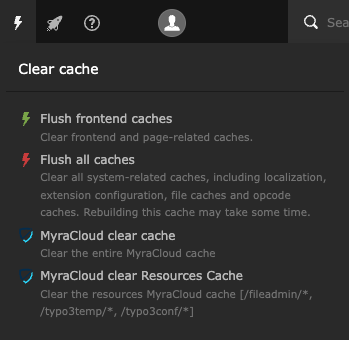 Sea
Clear cache
Flush frontend caches
Clear frontend and page-related caches.
Flush all caches
Clear all system-related caches, including localization,
extension configuration, file caches and opcode
caches. Rebuilding this cache may take some time.
MyraCloud clear cache
Clear the entire MyraCloud cache
MyraCloud clear Resources Cache
Clear the resources MyraCloud cache [/fileadmin/*,
/typo3temp/*, /typo3conf/*]